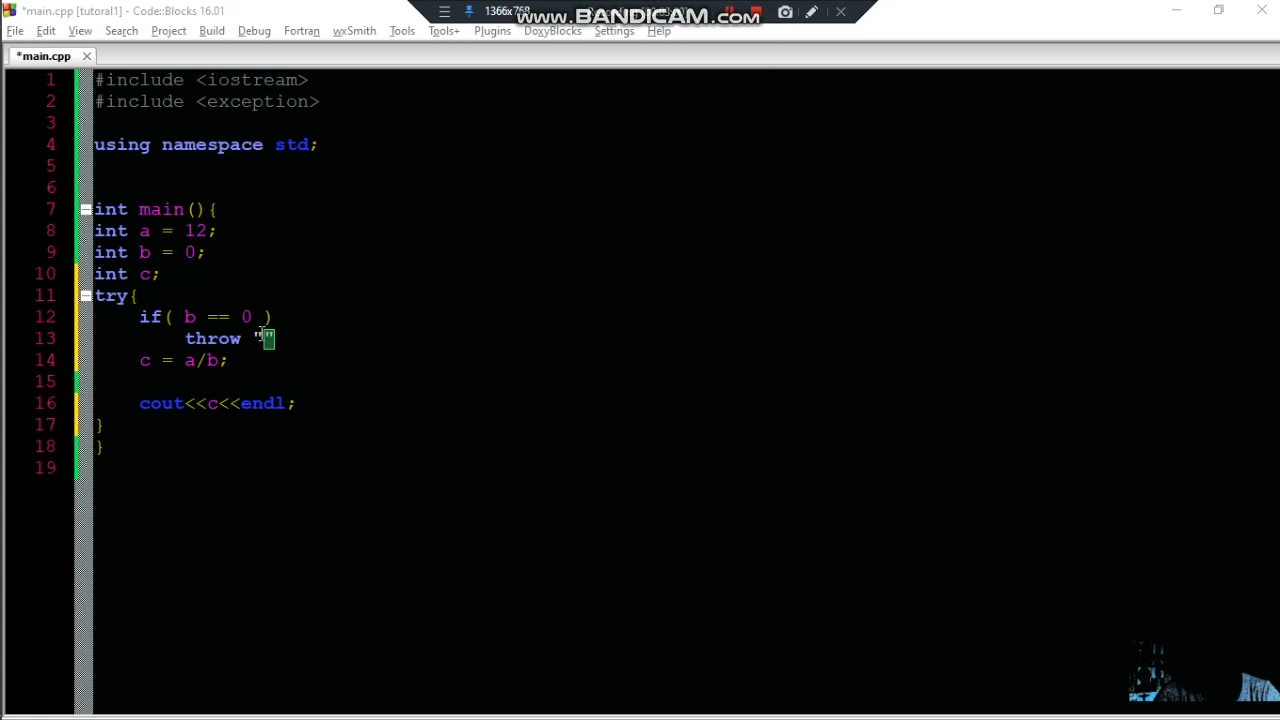 *main.cpp [tutoral1] - Code::Blocks 16.01
1366x768
www.BANDICAM.com
File Edit View Search Project Build Debug Fortran wxSmith Tools Tools+ Plugins DoxyBlocks Settings Help
*main.cpp
1 #include <iostream>
2 #include <exception>
3
4 using namespace std;
5
6
7 int main(){
8 int a = 12;
9 int b = 0;
10 int c;
11 try{
12 if( b == 0 )
13 throw ""
14 c = a/b;
15
16 cout<<c<<endl;
17 }
18 }
19